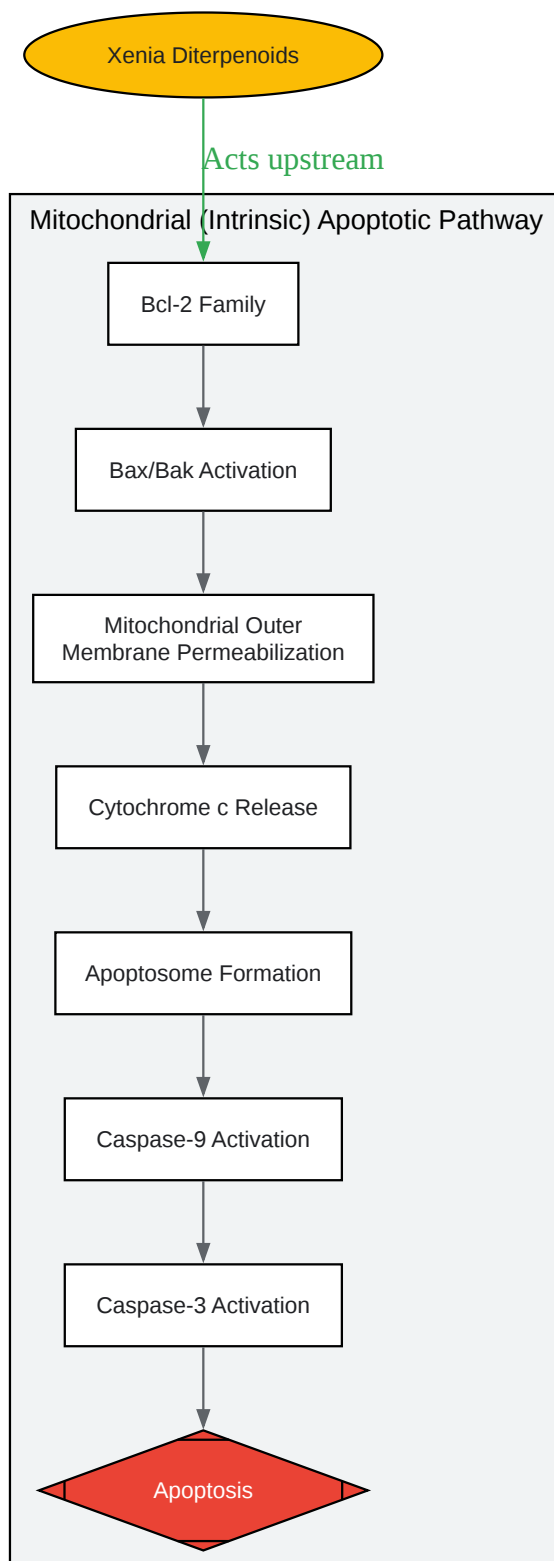 Xenia Diterpenoids
Acts upstream
Mitochondrial (Intrinsic) Apoptotic Pathway
Bcl-2 Family
Bax/Bak Activation
Mitochondrial Outer
Membrane Permeabilization
Cytochrome c Release
Apoptosome Formation
Caspase-9 Activation
Caspase-3 Activation
Apoptosis